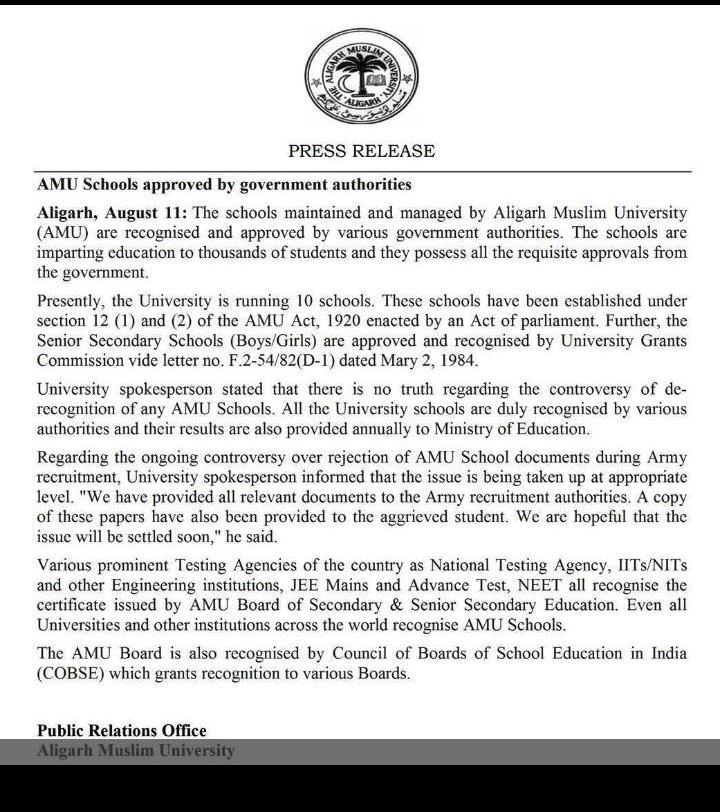 THE ALIGARH MUSLIM UNIVERSITY
ALIGARH
PRESS RELEASE
AMU Schools approved by government authorities
Aligarh, August 11: The schools maintained and managed by Aligarh Muslim University
(AMU) are recognised and approved by various government authorities. The schools are
imparting education to thousands of students and they possess all the requisite approvals from
the government.
Presently, the University is running 10 schools. These schools have been established under
section 12 (1) and (2) of the AMU Act, 1920 enacted by an Act of parliament. Further, the
Senior Secondary Schools (Boys/Girls) are approved and recognised by University Grants
Commission vide letter no. F.2-54/82(D-1) dated Mary 2, 1984.
University spokesperson stated that there is no truth regarding the controversy of de-
recognition of any AMU Schools. All the University schools are duly recognised by various
authorities and their results are also provided annually to Ministry of Education.
Regarding the ongoing controversy over rejection of AMU School documents during Army
recruitment, University spokesperson informed that the issue is being taken up at appropriate
level. "We have provided all relevant documents to the Army recruitment authorities. A copy
of these papers have also been provided to the aggrieved student. We are hopeful that the
issue will be settled soon," he said.
Various prominent Testing Agencies of the country as National Testing Agency, IITs/NITs
and other Engineering institutions, JEE Mains and Advance Test, NEET all recognise the
certificate issued by AMU Board of Secondary & Senior Secondary Education. Even all
Universities and other institutions across the world recognise AMU Schools.
The AMU Board is also recognised by Council of Boards of School Education in India
(COBSE) which grants recognition to various Boards.
Public Relations Office
Aligarh Muslim University